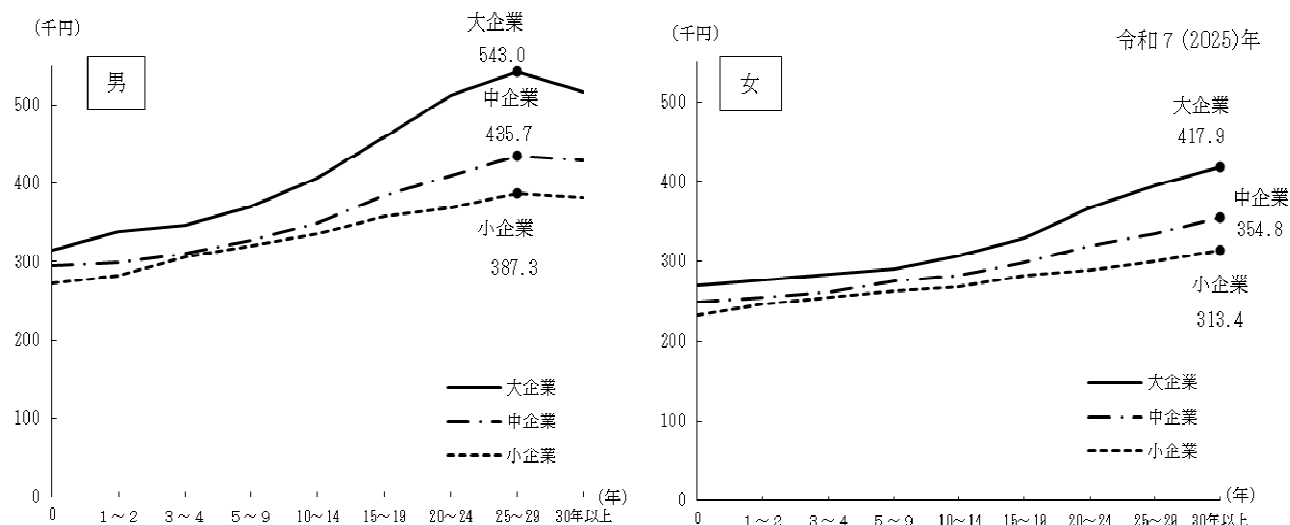 (千円)
男
大企業
543.0
中企業
435.7
小企業
387.3
500
400
300
200
100
0
大企業
中企業
小企業
0 1～2 3～4 5～9 10～14 15～19 20～24 25～29 30年以上 (年)
(千円)
女
令和7(2025)年
大企業
417.9
中企業
354.8
小企業
313.4
500
400
300
200
100
0
大企業
中企業
小企業
0 1～2 3～4 5～9 10～14 15～19 20～24 25～29 30年以上 (年)